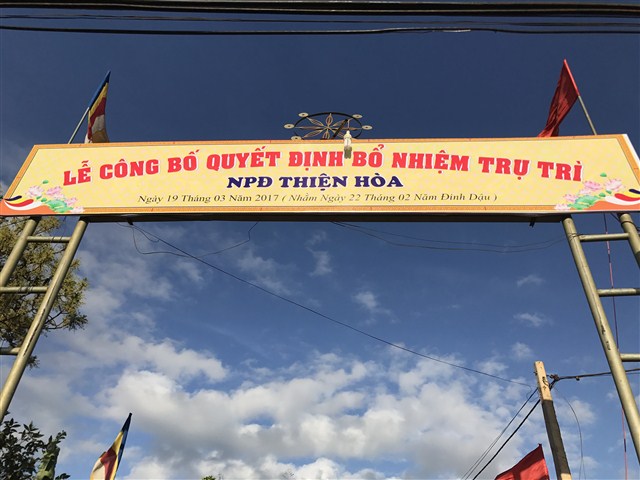 LỄ CÔNG BỐ QUYẾT ĐỊNH BỔ NHIỆM TRỤ TRÌ
NPĐ THIỆN HÒA
Ngày 19 Tháng 03 Năm 2017 ( Nhằm Ngày 22 Tháng 02 Năm Đinh Dậu )